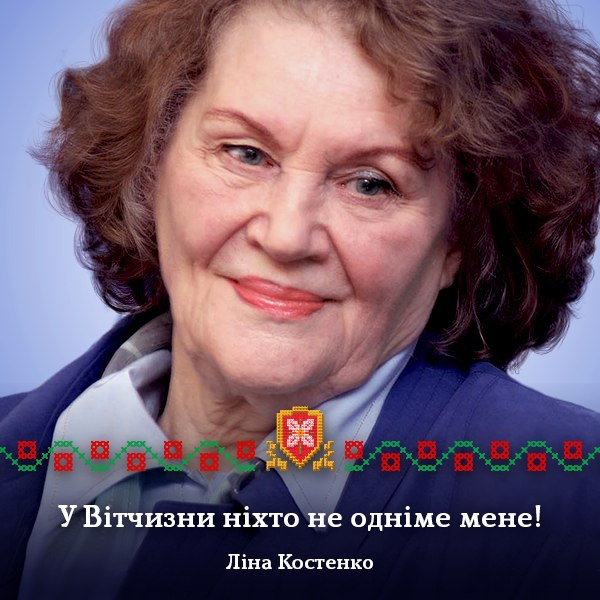 У Вітчизни ніхто не одніме мене!
Ліна Костенко